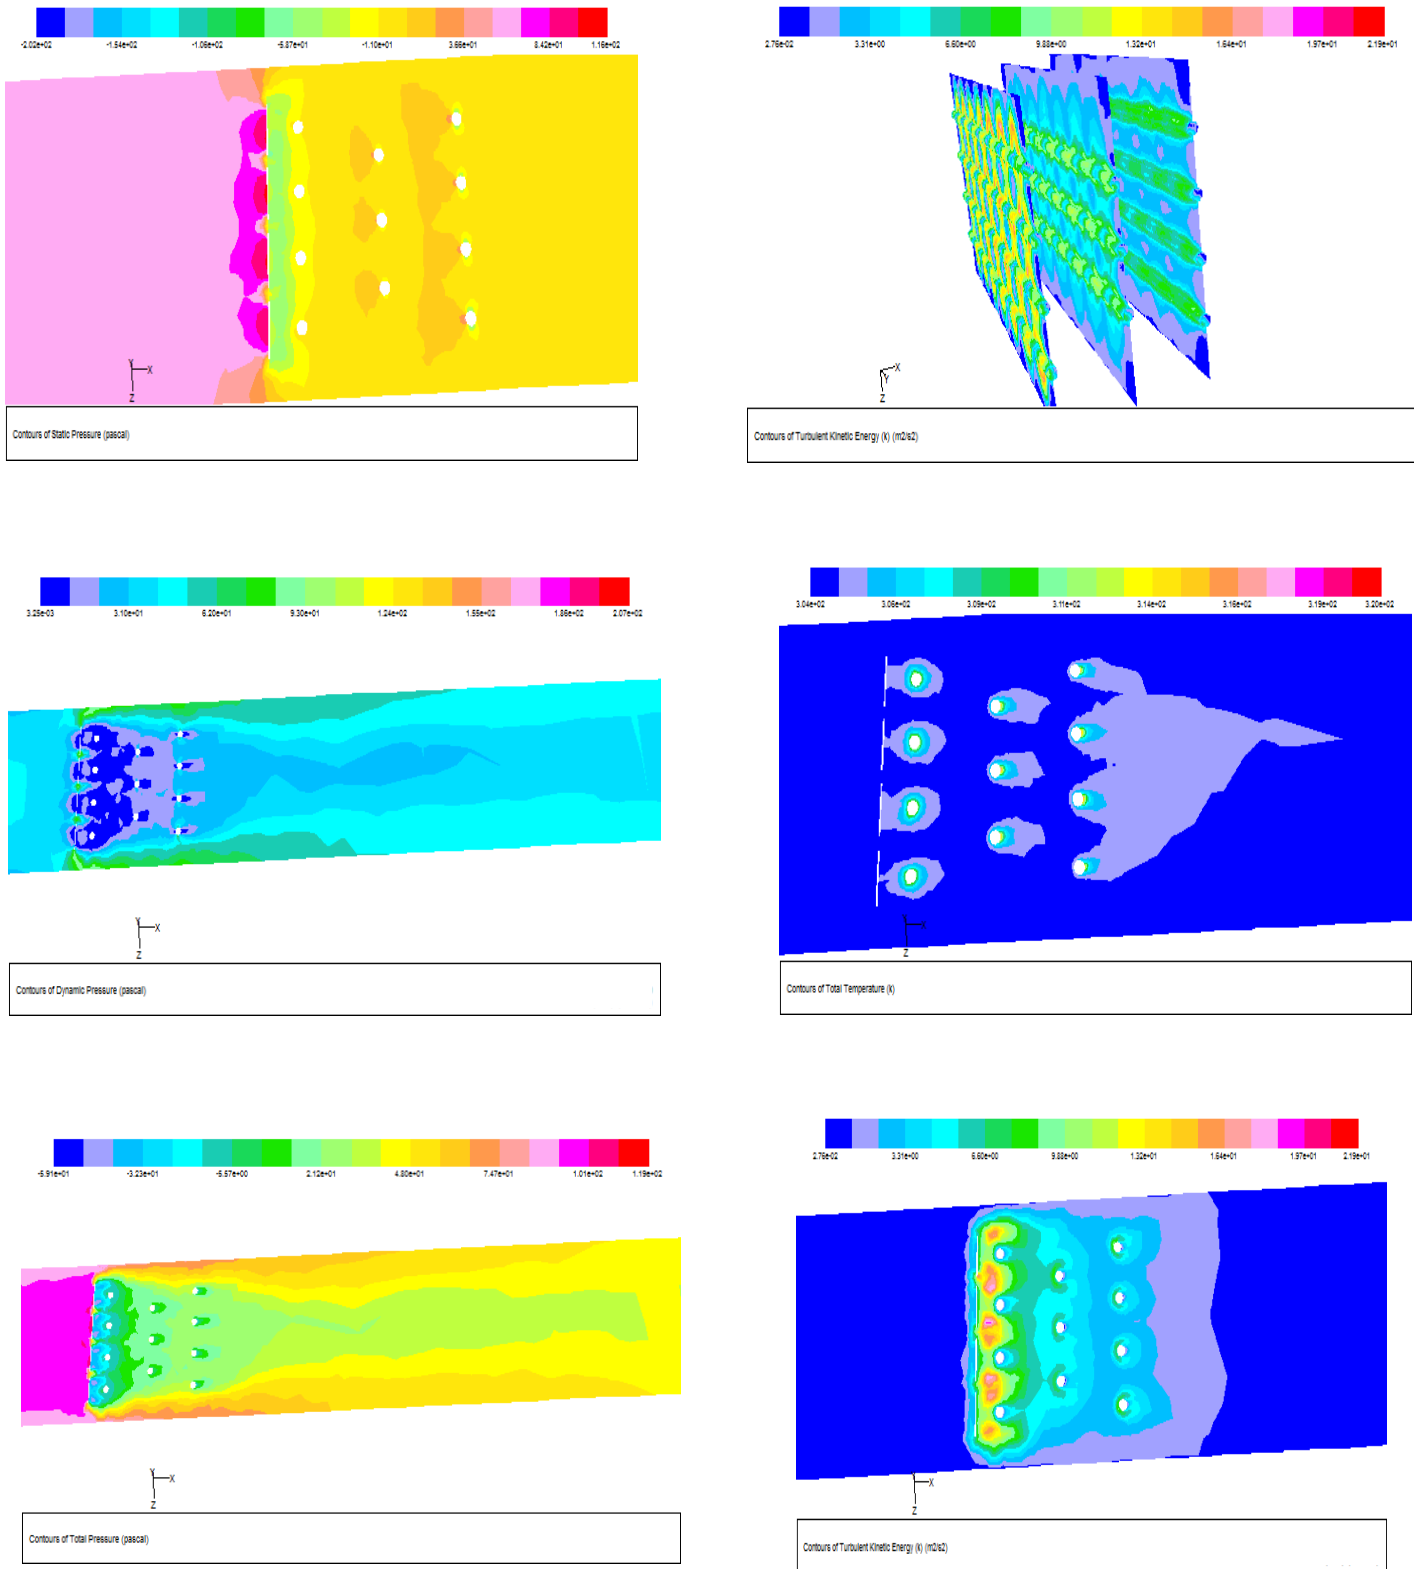 -2.02e+02 -1.54e+02 -1.06e+02 -5.87e+01 -1.10e+01 3.66e+01 8.42e+01 1.16e+02
Y
X
Z
Contours of Static Pressure (pascal)
2.76e-02 3.31e+00 6.60e+00 9.88e+00 1.32e+01 1.64e+01 1.97e+01 2.19e+01
X
Y
Z
Contours of Turbulent Kinetic Energy (k) (m2/s2)
3.25e-03 3.10e+01 6.20e+01 9.30e+01 1.24e+02 1.55e+02 1.86e+02 2.07e+02
Y
X
Z
Contours of Dynamic Pressure (pascal)
3.04e+02 3.06e+02 3.09e+02 3.11e+02 3.14e+02 3.16e+02 3.19e+02 3.20e+02
Y
X
Z
Contours of Total Temperature (k)
-5.91e+01 -3.23e+01 -5.57e+00 2.12e+01 4.80e+01 7.47e+01 1.01e+02 1.19e+02
Y
X
Z
Contours of Total Pressure (pascal)
2.76e-02 3.31e+00 6.60e+00 9.88e+00 1.32e+01 1.64e+01 1.97e+01 2.19e+01
Y
X
Z
Contours of Turbulent Kinetic Energy (k) (m2/s2)